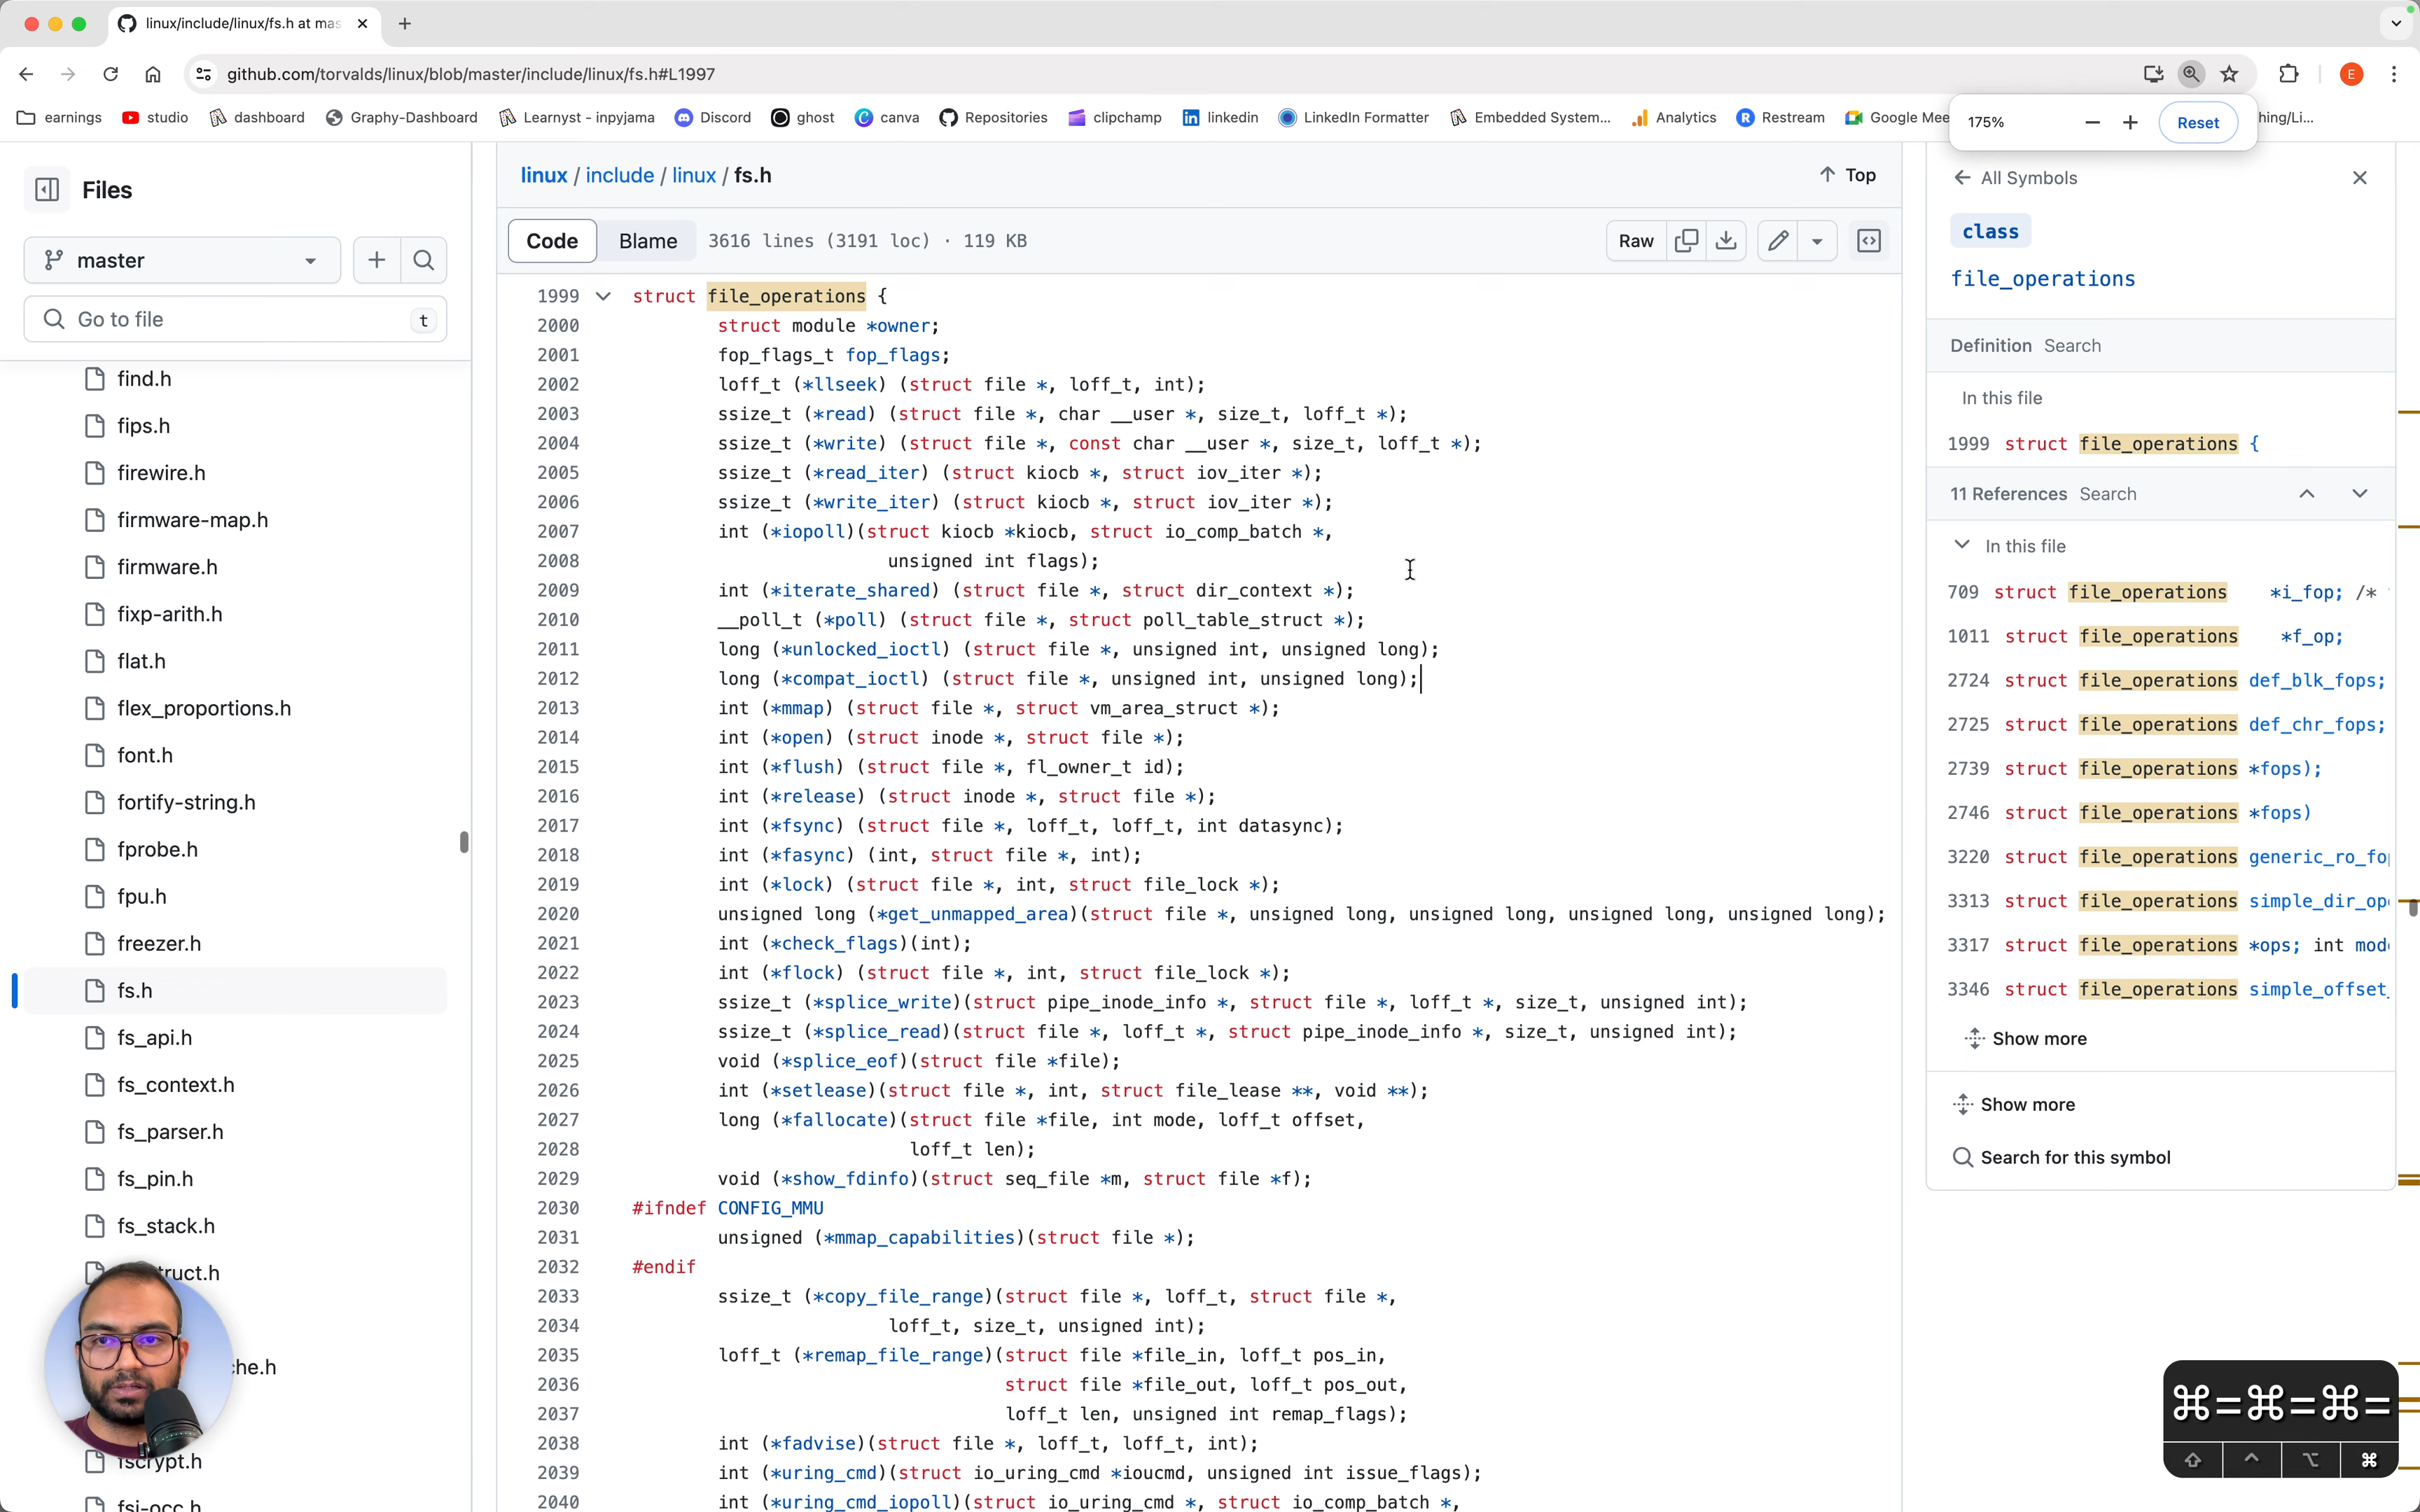 linux/include/linux/fs.h at mas
github.com/torvalds/linux/blob/master/include/linux/fs.h#L1997
E
earnings studio dashboard Graphy-Dashboard Learnyst - inpyjama Discord ghost canva Repositories clipchamp linkedin LinkedIn Formatter Embedded System... Analytics Restream Google Mee hing/Li...
175% Reset
Files
master
Go to file t
find.h
fips.h
firewire.h
firmware-map.h
firmware.h
fixp-arith.h
flat.h
flex_proportions.h
font.h
fortify-string.h
fprobe.h
fpu.h
freezer.h
fs.h
fs_api.h
fs_context.h
fs_parser.h
fs_pin.h
fs_stack.h
truct.h
che.h
fscrypt.h
linux / include / linux / fs.h
Top
Code Blame 3616 lines (3191 loc) · 119 KB
Raw
1999 struct file_operations {
2000 struct module *owner;
2001 fop_flags_t fop_flags;
2002 loff_t (*llseek) (struct file *, loff_t, int);
2003 ssize_t (*read) (struct file *, char __user *, size_t, loff_t *);
2004 ssize_t (*write) (struct file *, const char __user *, size_t, loff_t *);
2005 ssize_t (*read_iter) (struct kiocb *, struct iov_iter *);
2006 ssize_t (*write_iter) (struct kiocb *, struct iov_iter *);
2007 int (*iopoll)(struct kiocb *kiocb, struct io_comp_batch *,
2008 unsigned int flags);
2009 int (*iterate_shared) (struct file *, struct dir_context *);
2010 __poll_t (*poll) (struct file *, struct poll_table_struct *);
2011 long (*unlocked_ioctl) (struct file *, unsigned int, unsigned long);
2012 long (*compat_ioctl) (struct file *, unsigned int, unsigned long);
2013 int (*mmap) (struct file *, struct vm_area_struct *);
2014 int (*open) (struct inode *, struct file *);
2015 int (*flush) (struct file *, fl_owner_t id);
2016 int (*release) (struct inode *, struct file *);
2017 int (*fsync) (struct file *, loff_t, loff_t, int datasync);
2018 int (*fasync) (int, struct file *, int);
2019 int (*lock) (struct file *, int, struct file_lock *);
2020 unsigned long (*get_unmapped_area)(struct file *, unsigned long, unsigned long, unsigned long, unsigned long);
2021 int (*check_flags)(int);
2022 int (*flock) (struct file *, int, struct file_lock *);
2023 ssize_t (*splice_write)(struct pipe_inode_info *, struct file *, loff_t *, size_t, unsigned int);
2024 ssize_t (*splice_read)(struct file *, loff_t *, struct pipe_inode_info *, size_t, unsigned int);
2025 void (*splice_eof)(struct file *file);
2026 int (*setlease)(struct file *, int, struct file_lease **, void **);
2027 long (*fallocate)(struct file *file, int mode, loff_t offset,
2028 loff_t len);
2029 void (*show_fdinfo)(struct seq_file *m, struct file *f);
2030 #ifndef CONFIG_MMU
2031 unsigned (*mmap_capabilities)(struct file *);
2032 #endif
2033 ssize_t (*copy_file_range)(struct file *, loff_t, struct file *,
2034 loff_t, size_t, unsigned int);
2035 loff_t (*remap_file_range)(struct file *file_in, loff_t pos_in,
2036 struct file *file_out, loff_t pos_out,
2037 loff_t len, unsigned int remap_flags);
2038 int (*fadvise)(struct file *, loff_t, loff_t, int);
2039 int (*uring_cmd)(struct io_uring_cmd *ioucmd, unsigned int issue_flags);
2040 int (*uring_cmd_iopoll)(struct io_uring_cmd *, struct io_comp_batch *,
All Symbols
class
file_operations
Definition Search
In this file
1999 struct file_operations {
11 References Search
In this file
709 struct file_operations *i_fop; /*
1011 struct file_operations *f_op;
2724 struct file_operations def_blk_fops;
2725 struct file_operations def_chr_fops;
2739 struct file_operations *fops);
2746 struct file_operations *fops)
3220 struct file_operations generic_ro_fo
3313 struct file_operations simple_dir_op
3317 struct file_operations *ops; int mod
3346 struct file_operations simple_offset_
Show more
Show more
Search for this symbol
⌘=⌘=⌘=
⇧ ⌃ ⌥ ⌘